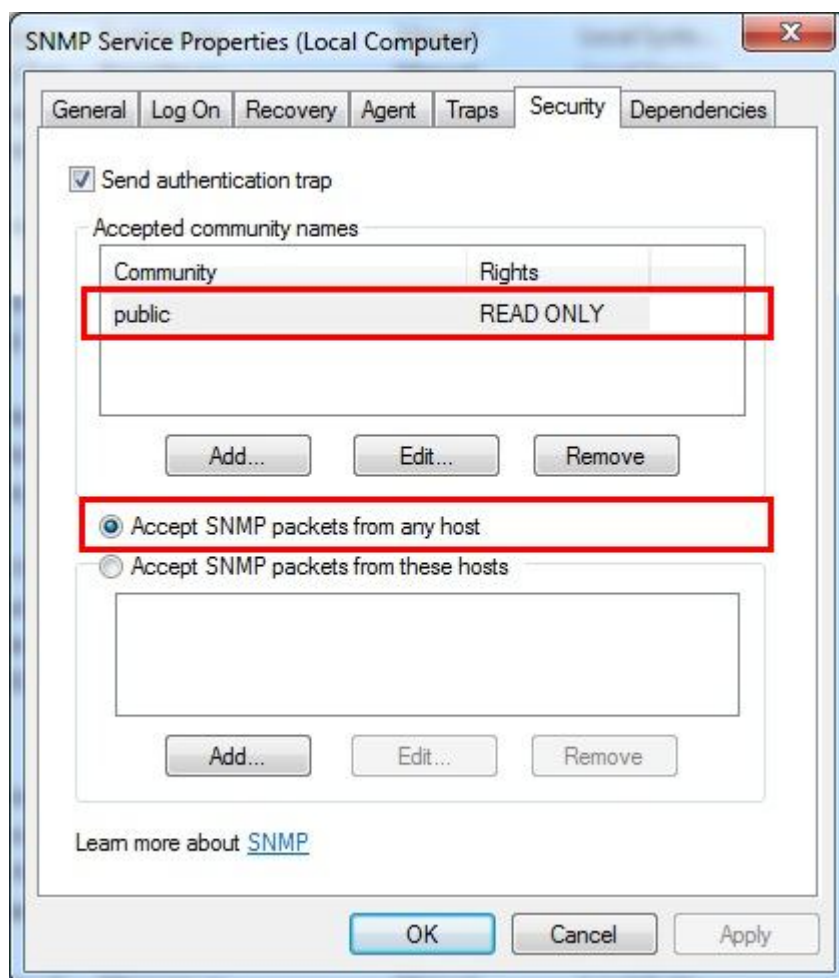 SNMP Service Properties (Local Computer)
General Log On Recovery Agent Traps Security Dependencies
Send authentication trap
Accepted community names
Community Rights
public READ ONLY
Add... Edit... Remove
Accept SNMP packets from any host
Accept SNMP packets from these hosts
Add... Edit... Remove
Learn more about SNMP
OK Cancel Apply